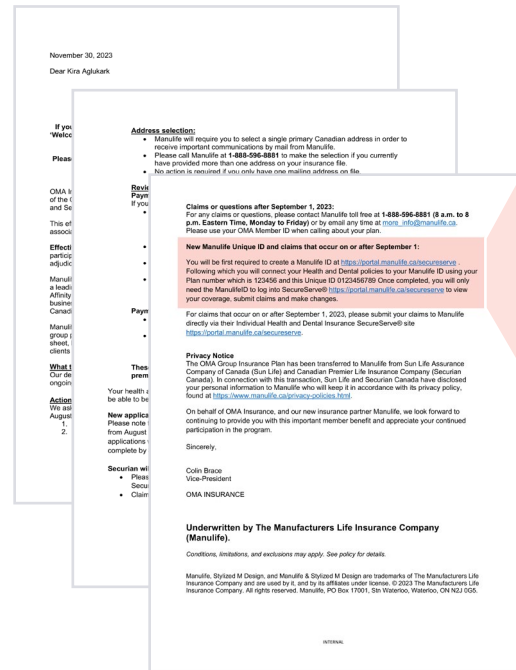 November 30, 2023
Dear Kira Aglukark
If you
'Welco
Pleas
OMA In
of the
and Se
This ef
associ
Effecti
particip
adjudic
Manuli
a leadi
Affinity
busine
Canadi
Manuli
group
sheet,
clients
What t
Our de
ongoin
Action
We ask
August
1.
2.
Address selection:
• Manulife will require you to select a single primary Canadian address in order to
receive important communications by mail from Manulife.
• Please call Manulife at 1-888-596-8881 to make the selection if you currently
have provided more than one address on your insurance file.
• No action is required if you only have one mailing address on file.
Revie
Paym
If you
Paym
Thes
prem
Your health a
be able to be
New applica
Please note
from August
applications
complete by
Securian wil
• Pleas
Secu
• Claim
Claims or questions after September 1, 2023:
For any claims or questions, please contact Manulife toll free at 1-888-596-8881 (8 a.m. to 8
p.m. Eastern Time, Monday to Friday) or by email any time at more_info@manulife.ca.
Please use your OMA Member ID when calling about your plan.
New Manulife Unique ID and claims that occur on or after September 1:
You will be first required to create a Manulife ID at https://portal.manulife.ca/secureserve .
Following which you will connect your Health and Dental policies to your Manulife ID using your
Plan number which is 123456 and this Unique ID 0123456789 Once completed, you will only
need the ManulifeID to log into SecureServe® https://portal.manulife.ca/secureserve to view
your coverage, submit claims and make changes.
For claims that occur on or after September 1, 2023, please submit your claims to Manulife
directly via their Individual Health and Dental Insurance SecureServe® site
https://portal.manulife.ca/secureserve.
Privacy Notice
The OMA Group Insurance Plan has been transferred to Manulife from Sun Life Assurance
Company of Canada (Sun Life) and Canadian Premier Life Insurance Company (Securian
Canada). In connection with this transaction, Sun Life and Securian Canada have disclosed
your personal information to Manulife who will keep it in accordance with its privacy policy,
found at https://www.manulife.ca/privacy-policies.html.
On behalf of OMA Insurance, and our new insurance partner Manulife, we look forward to
continuing to provide you with this important member benefit and appreciate your continued
participation in the program.
Sincerely,
Colin Brace
Vice-President
OMA INSURANCE
Underwritten by The Manufacturers Life Insurance Company
(Manulife).
Conditions, limitations, and exclusions may apply. See policy for details.
Manulife, Stylized M Design, and Manulife & Stylized M Design are trademarks of The Manufacturers Life
Insurance Company and are used by it, and by its affiliates under license. © 2023 The Manufacturers Life
Insurance Company. All rights reserved. Manulife, PO Box 17001, Stn Waterloo, Waterloo, ON N2J 0G5.
INTERNAL